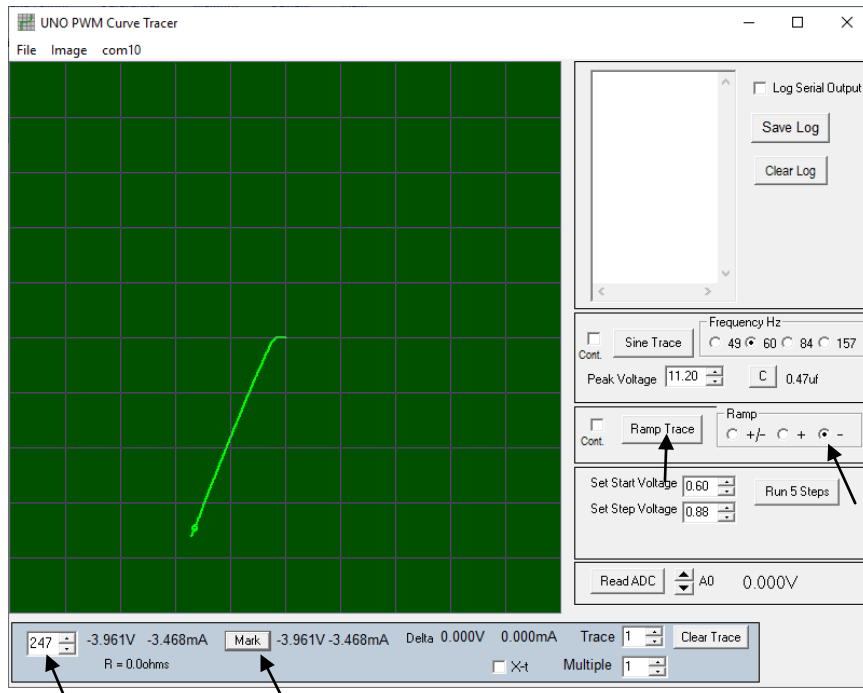 UNO PWM Curve Tracer
File Image com10
Log Serial Output
Save Log
Clear Log
Frequency Hz
Cont. Sine Trace 49 60 84 157
Peak Voltage 11.20 C 0.47uf
Ramp
Cont. Ramp Trace +/- + -
Set Start Voltage 0.60 Run 5 Steps
Set Step Voltage 0.88
Read ADC A0 0.000V
247 -3.961V -3.468mA Mark -3.961V -3.468mA Delta 0.000V 0.000mA Trace 1 Clear Trace
R = 0.0ohms X-t Multiple 1